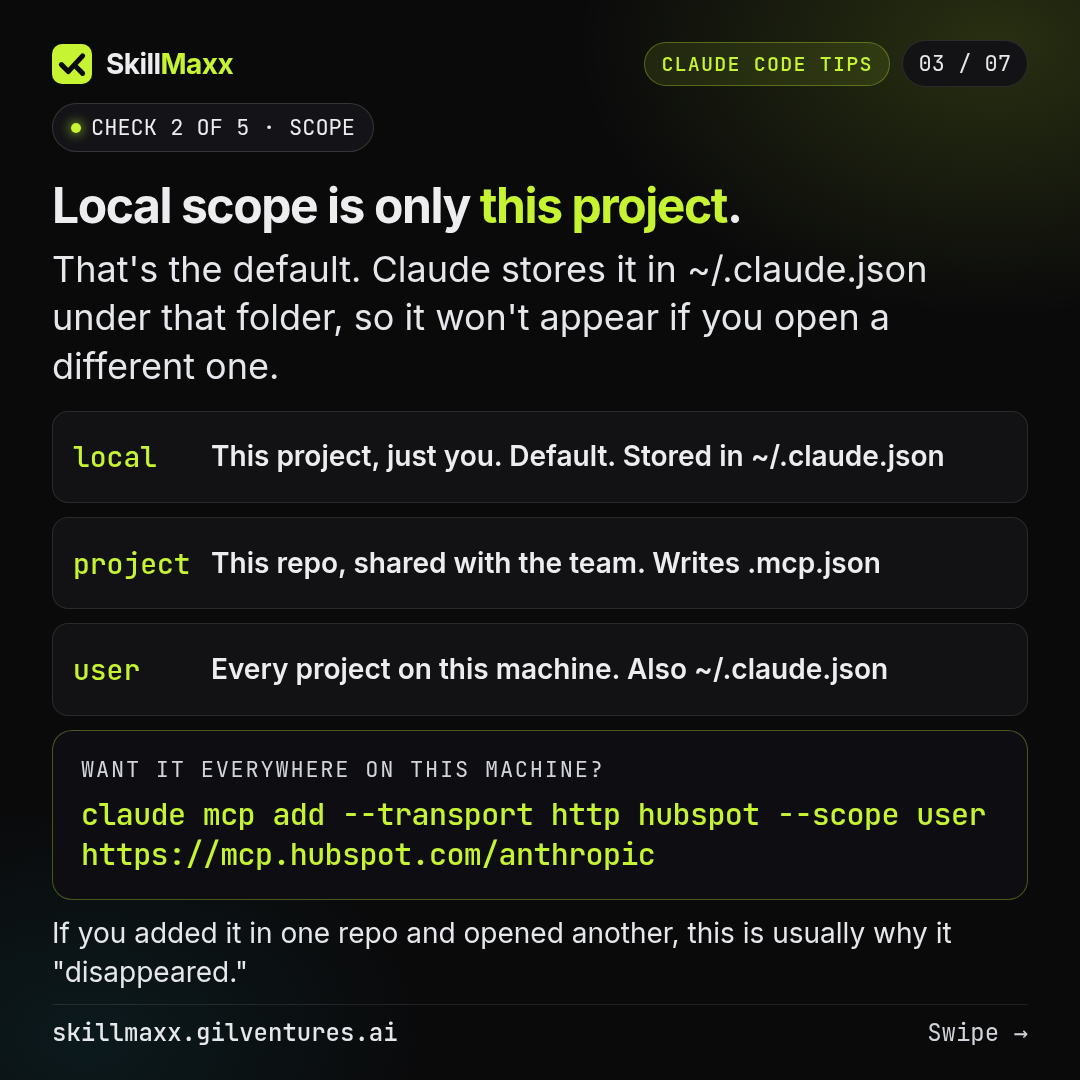 SkillMaxx
CLAUDE CODE TIPS
03 / 07
CHECK 2 OF 5 · SCOPE
Local scope is only this project.
That's the default. Claude stores it in ~/.claude.json
under that folder, so it won't appear if you open a
different one.
local This project, just you. Default. Stored in ~/.claude.json
project This repo, shared with the team. Writes .mcp.json
user Every project on this machine. Also ~/.claude.json
WANT IT EVERYWHERE ON THIS MACHINE?
claude mcp add --transport http hubspot --scope user
https://mcp.hubspot.com/anthropic
If you added it in one repo and opened another, this is usually why it
"disappeared."
skillmaxx.gilventures.ai
Swipe →